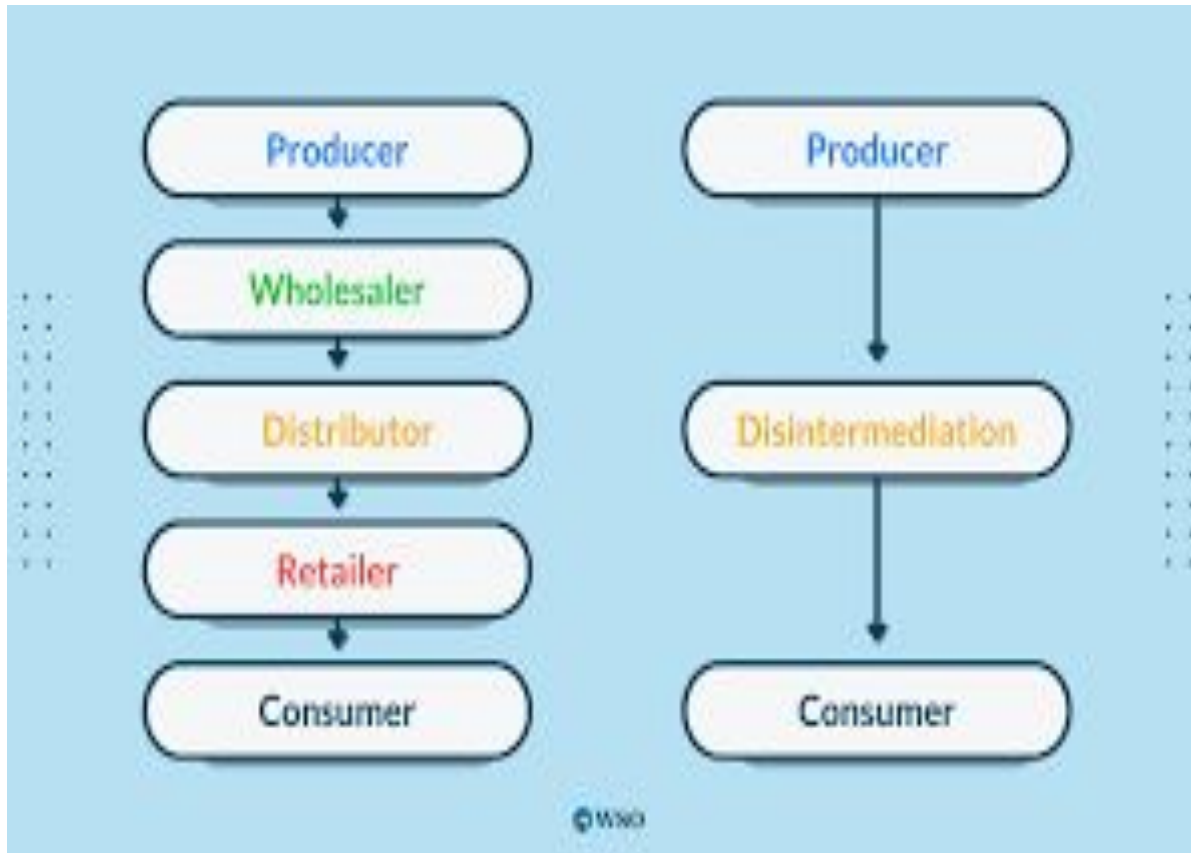 Producer
Wholesaler
Distributor
Retailer
Consumer
Producer
Disintermediation
Consumer
WSO